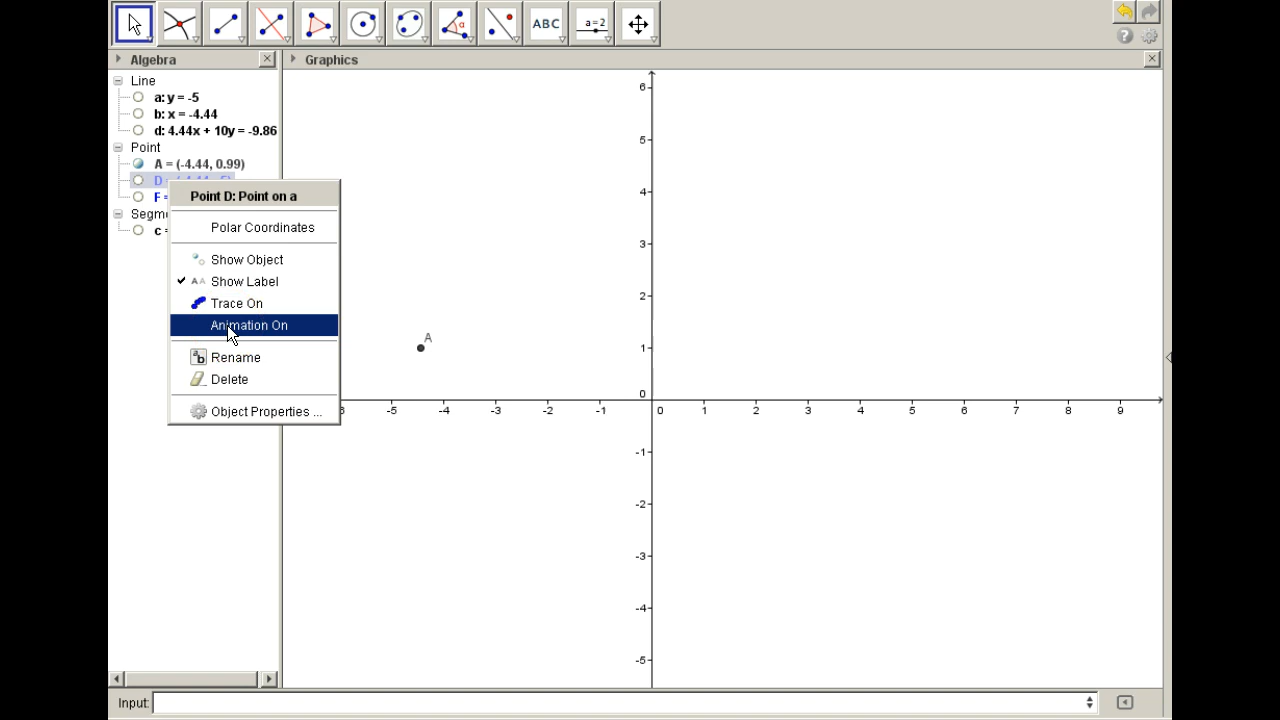 ABC
a=2
Algebra
Graphics
Line
a: y = -5
b: x = -4.44
d: 4.44x + 10y = -9.86
Point
A = (-4.44, 0.99)
F =
Segm
c =
Point D: Point on a
Polar Coordinates
Show Object
AA Show Label
Trace On
Animation On
ab Rename
Delete
Object Properties ...
A
6
5
4
3
2
1
0
-1
-2
-3
-4
-5
-5 -4 -3 -2 -1 0 1 2 3 4 5 6 7 8 9
Input: